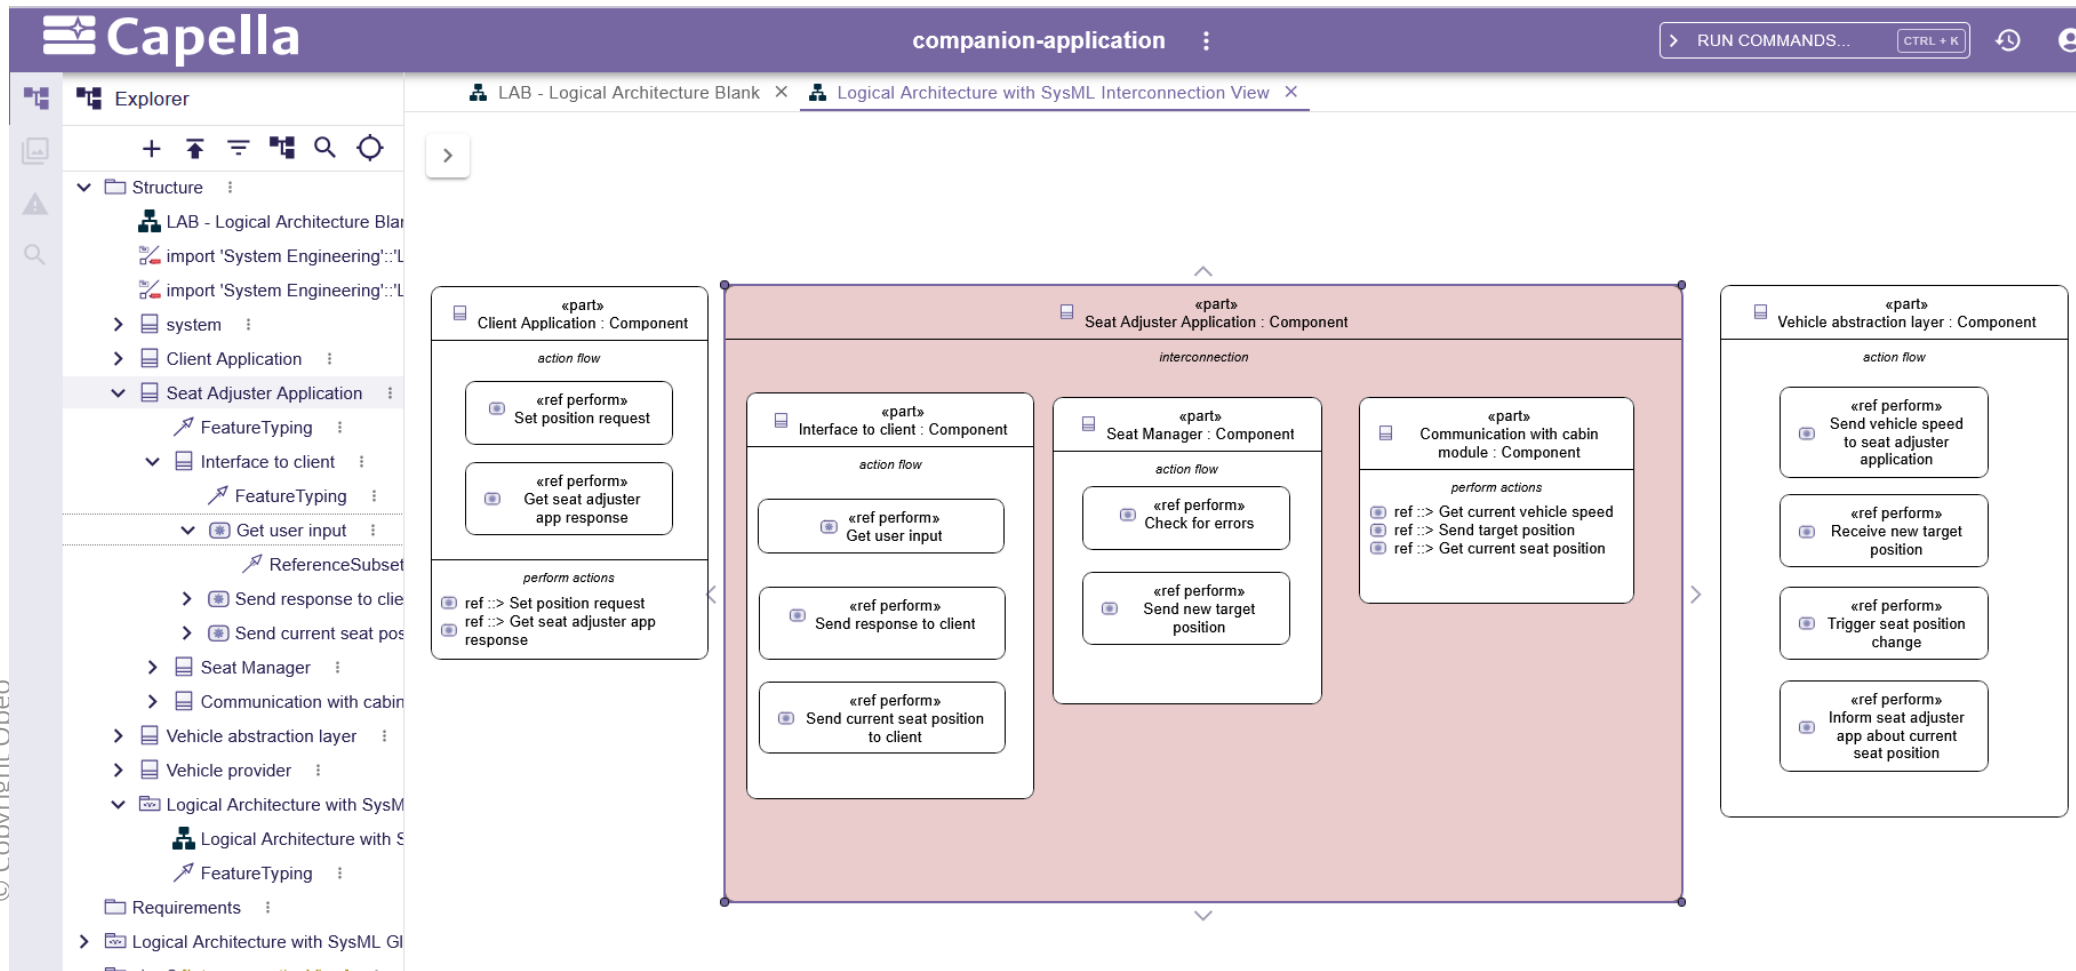 Capella
companion-application
RUN COMMANDS...
CTRL + K
Explorer
LAB - Logical Architecture Blank
Logical Architecture with SysML Interconnection View
Structure
LAB - Logical Architecture Blar
import 'System Engineering'::'L
import 'System Engineering'::'L
system
Client Application
Seat Adjuster Application
FeatureTyping
Interface to client
FeatureTyping
Get user input
ReferenceSubset
Send response to clie
Send current seat pos
Seat Manager
Communication with cabin
Vehicle abstraction layer
Vehicle provider
Logical Architecture with SysM
Logical Architecture with S
FeatureTyping
Requirements
Logical Architecture with SysML Gl
«part»
Client Application : Component
action flow
«ref perform»
Set position request
«ref perform»
Get seat adjuster
app response
perform actions
ref ::> Set position request
ref ::> Get seat adjuster app
response
«part»
Seat Adjuster Application : Component
interconnection
«part»
Interface to client : Component
action flow
«ref perform»
Get user input
«ref perform»
Send response to client
«ref perform»
Send current seat position
to client
«part»
Seat Manager : Component
action flow
«ref perform»
Check for errors
«ref perform»
Send new target
position
«part»
Communication with cabin
module : Component
perform actions
ref ::> Get current vehicle speed
ref ::> Send target position
ref ::> Get current seat position
«part»
Vehicle abstraction layer : Component
action flow
«ref perform»
Send vehicle speed
to seat adjuster
application
«ref perform»
Receive new target
position
«ref perform»
Trigger seat position
change
«ref perform»
Inform seat adjuster
app about current
seat position